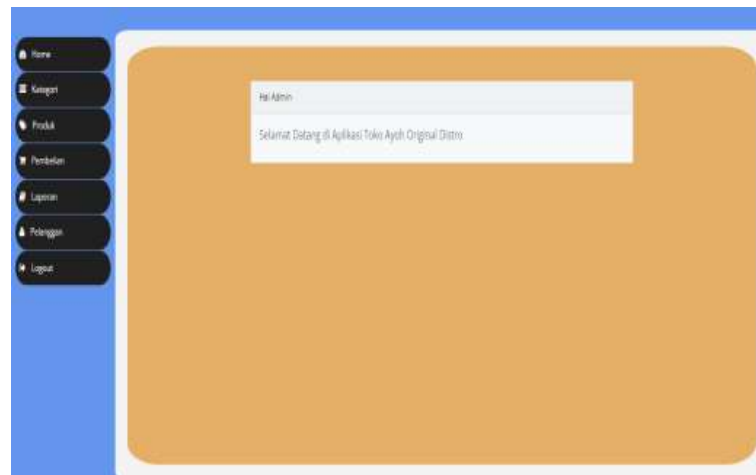 Home
Kategori
Produk
Pembelian
Laporan
Pelanggan
Logout
Hai Admin
Selamat Datang di Aplikasi Toko Ayoh Original Distro